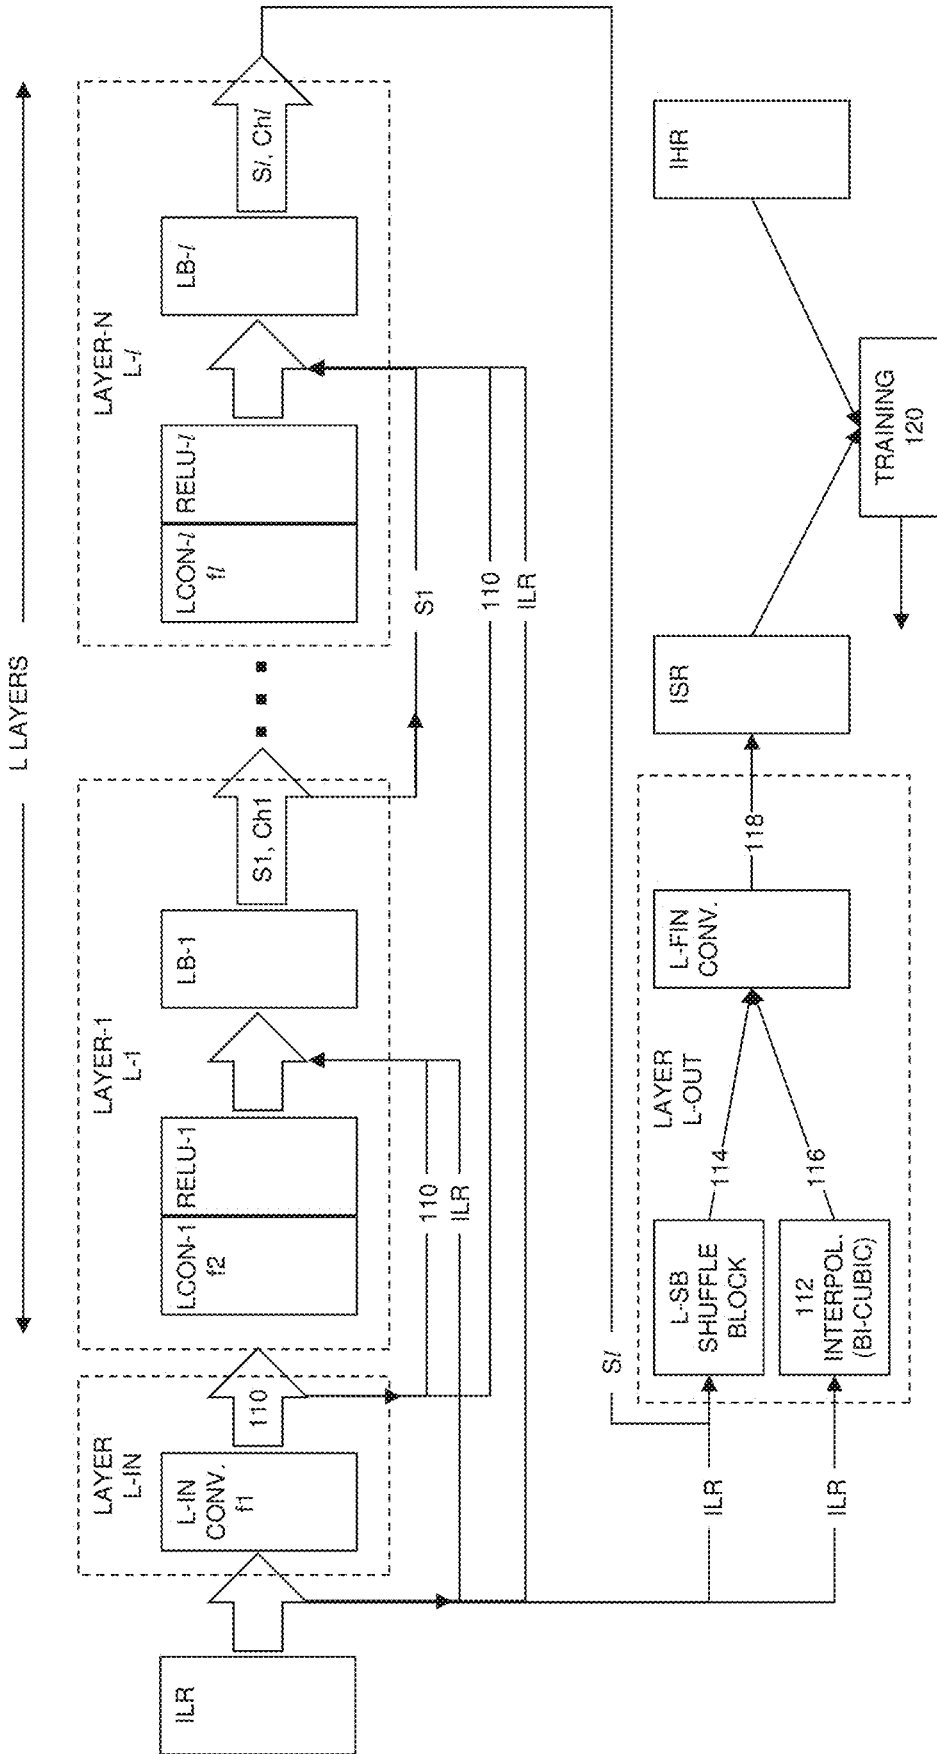 L LAYERS
LAYER
L-IN
LAYER-1
L-1
LAYER-N
L-l
ILR
L-IN
CONV.
f1
110
LCON-1
f2
RELU-1
LB-1
S1, Ch1
LCON-l
fl
RELU-l
LB-l
Sl, Chl
110
ILR
S1
110
ILR
Sl
ILR
ILR
LAYER
L-OUT
L-SB
SHUFFLE
BLOCK
112
INTERPOL.
(BI-CUBIC)
114
116
L-FIN
CONV.
118
ISR
IHR
TRAINING
120